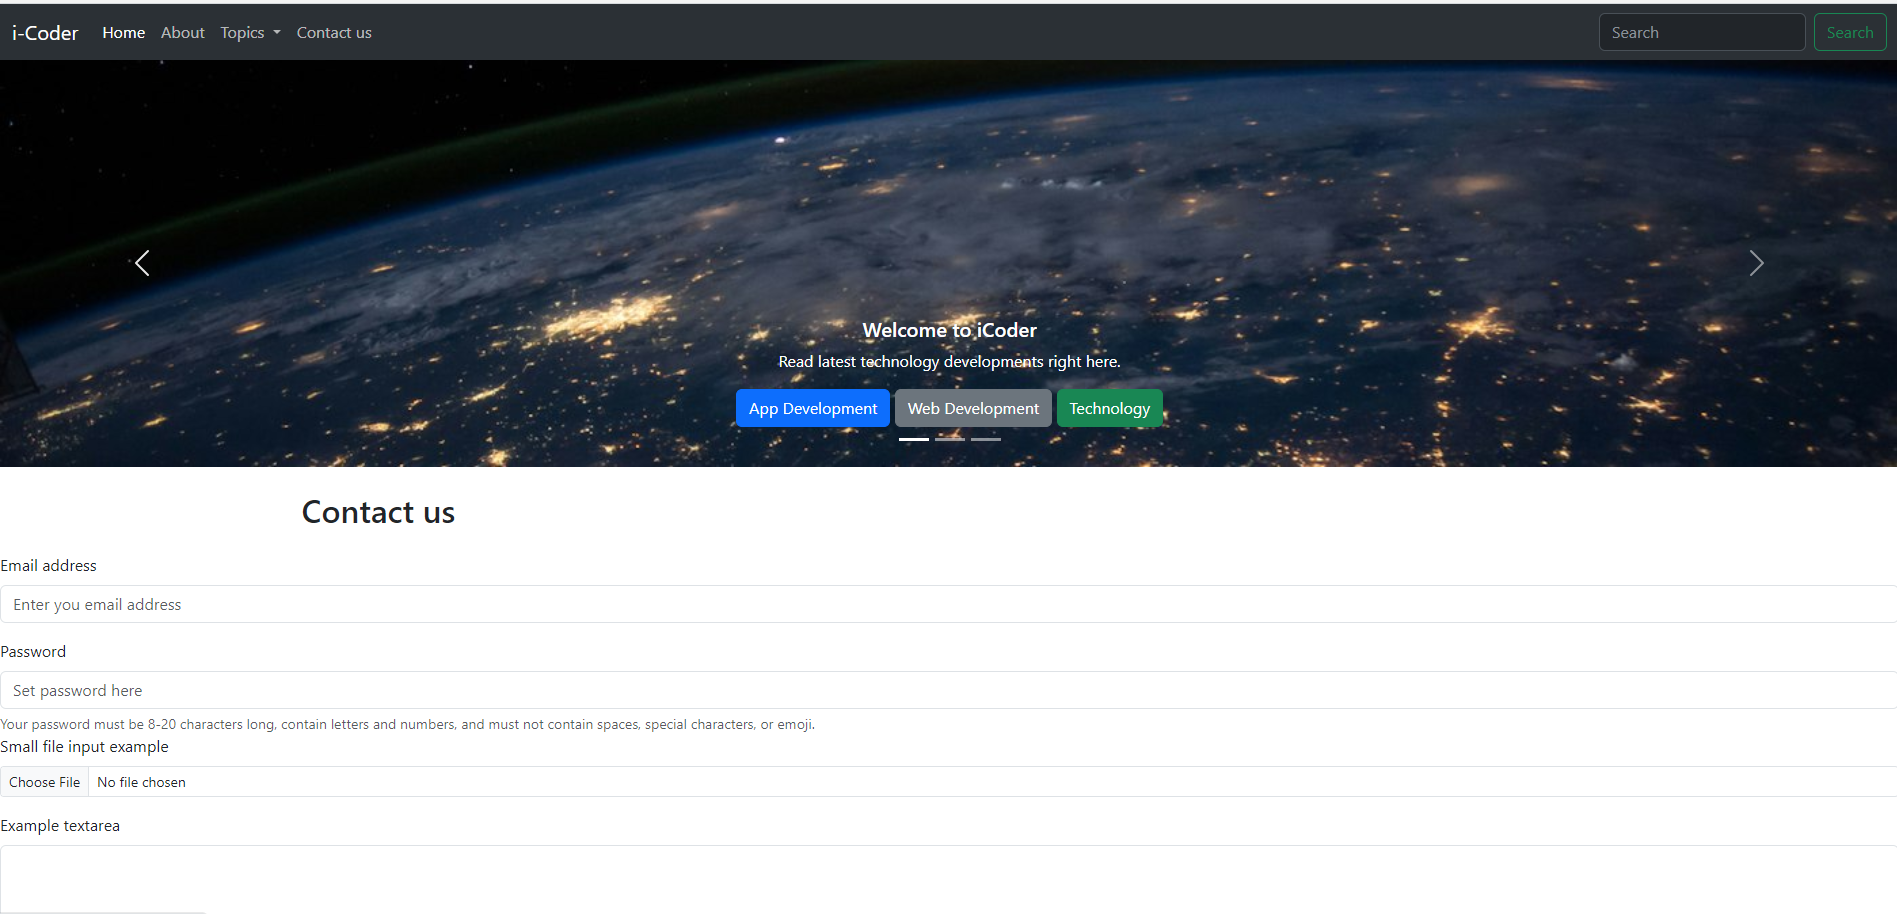 i-Coder Home About Topics Contact us Search Search
Welcome to iCoder
Read latest technology developments right here.
App Development Web Development Technology
Contact us
Email address
Enter you email address
Password
Set password here
Your password must be 8-20 characters long, contain letters and numbers, and must not contain spaces, special characters, or emoji.
Small file input example
Choose File No file chosen
Example textarea